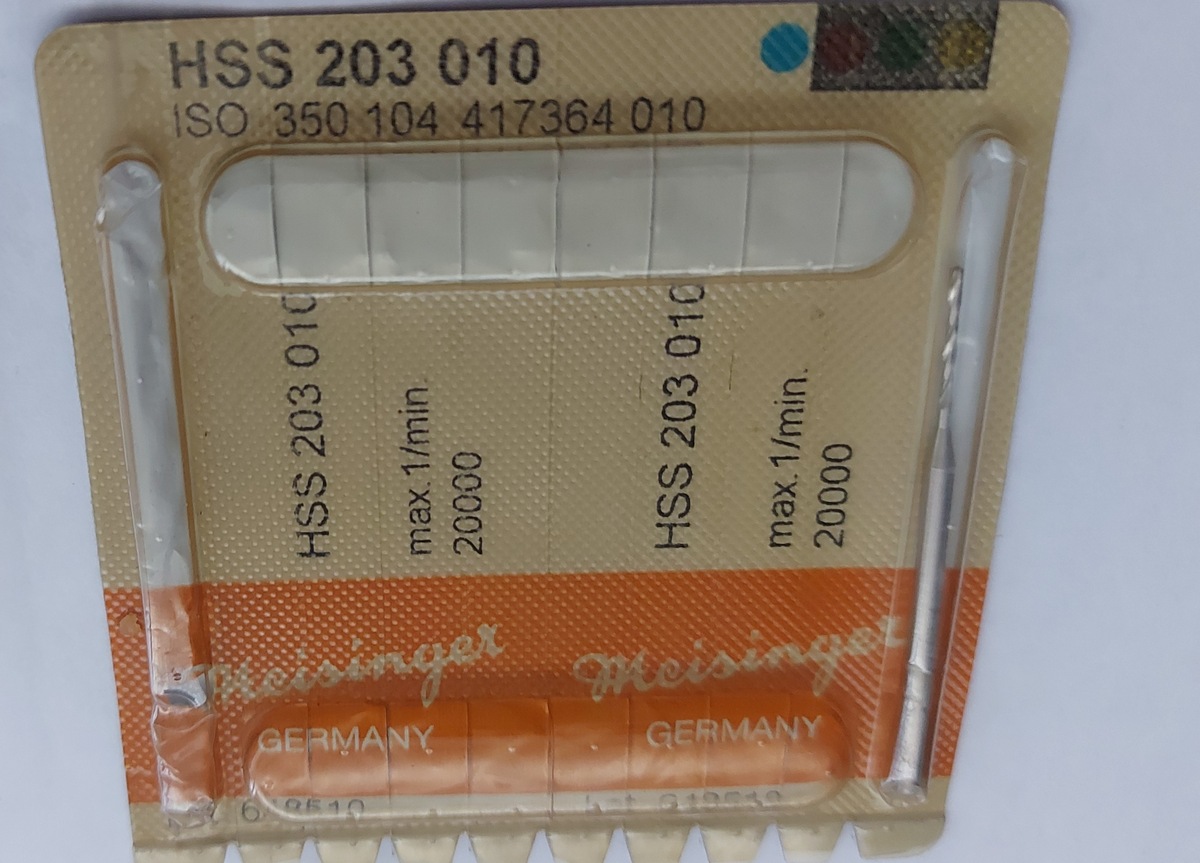 HSS 203 010
ISO 350 104 417364 010
HSS 203 010
max.1/min.
20000
HSS 203 010
max.1/min.
20000
Meisinger
Meisinger
GERMANY
GERMANY